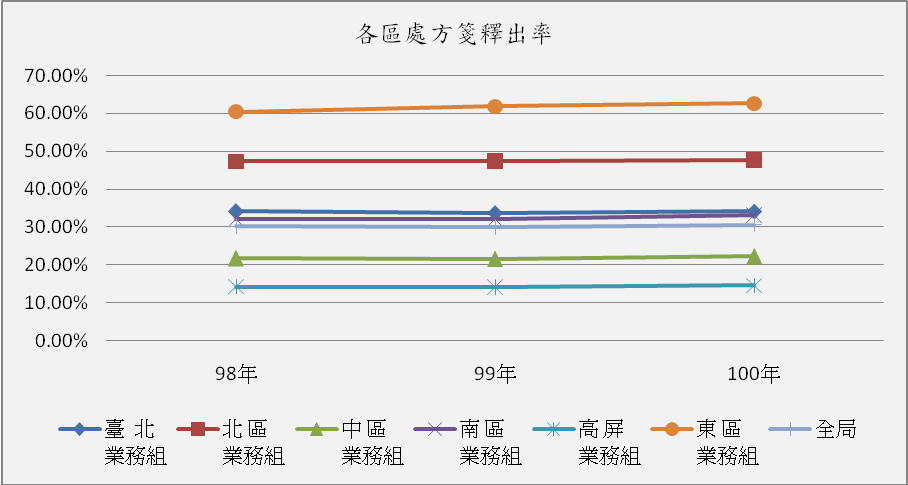 各區處方箋釋出率
70.00%
60.00%
50.00%
40.00%
30.00%
20.00%
10.00%
0.00%
98年 99年 100年
臺北 北區 中區 南區 高屏 東區 全局
業務組 業務組 業務組 業務組 業務組 業務組